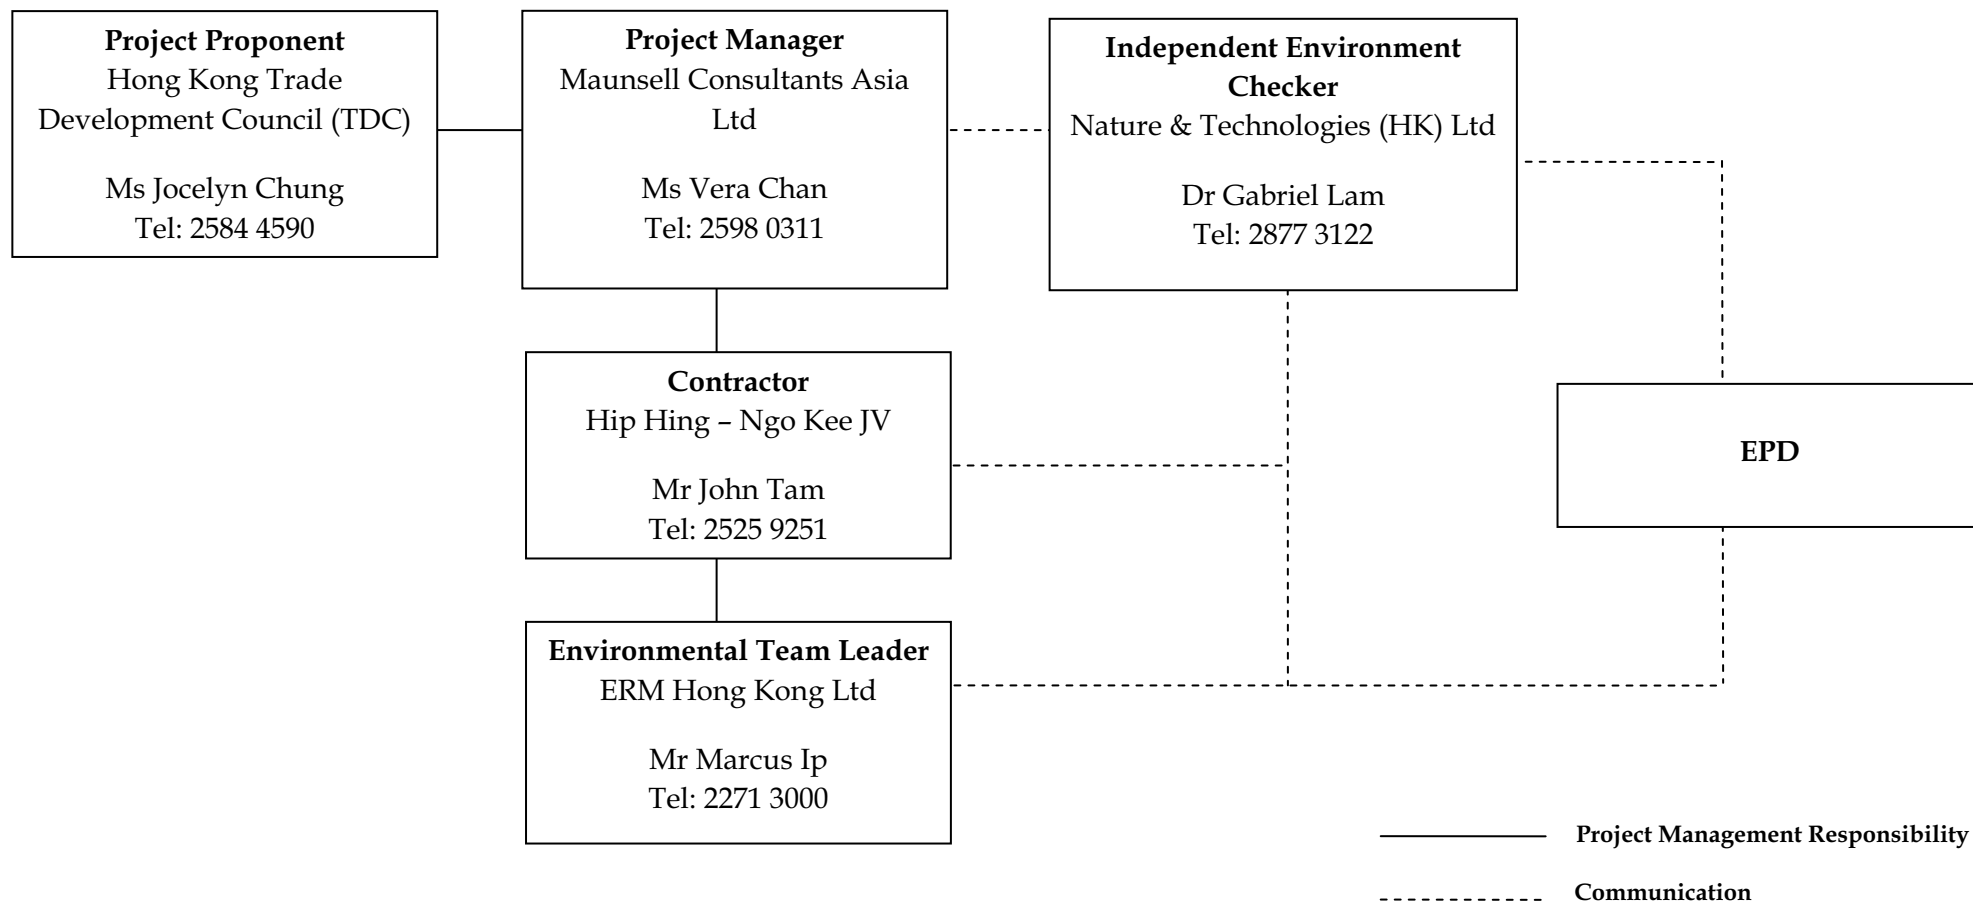 Project Proponent
Hong Kong Trade
Development Council (TDC)
Ms Jocelyn Chung
Tel: 2584 4590
Project Manager
Maunsell Consultants Asia
Ltd
Ms Vera Chan
Tel: 2598 0311
Independent Environment
Checker
Nature & Technologies (HK) Ltd
Dr Gabriel Lam
Tel: 2877 3122
Contractor
Hip Hing – Ngo Kee JV
Mr John Tam
Tel: 2525 9251
EPD
Environmental Team Leader
ERM Hong Kong Ltd
Mr Marcus Ip
Tel: 2271 3000
Project Management Responsibility
Communication